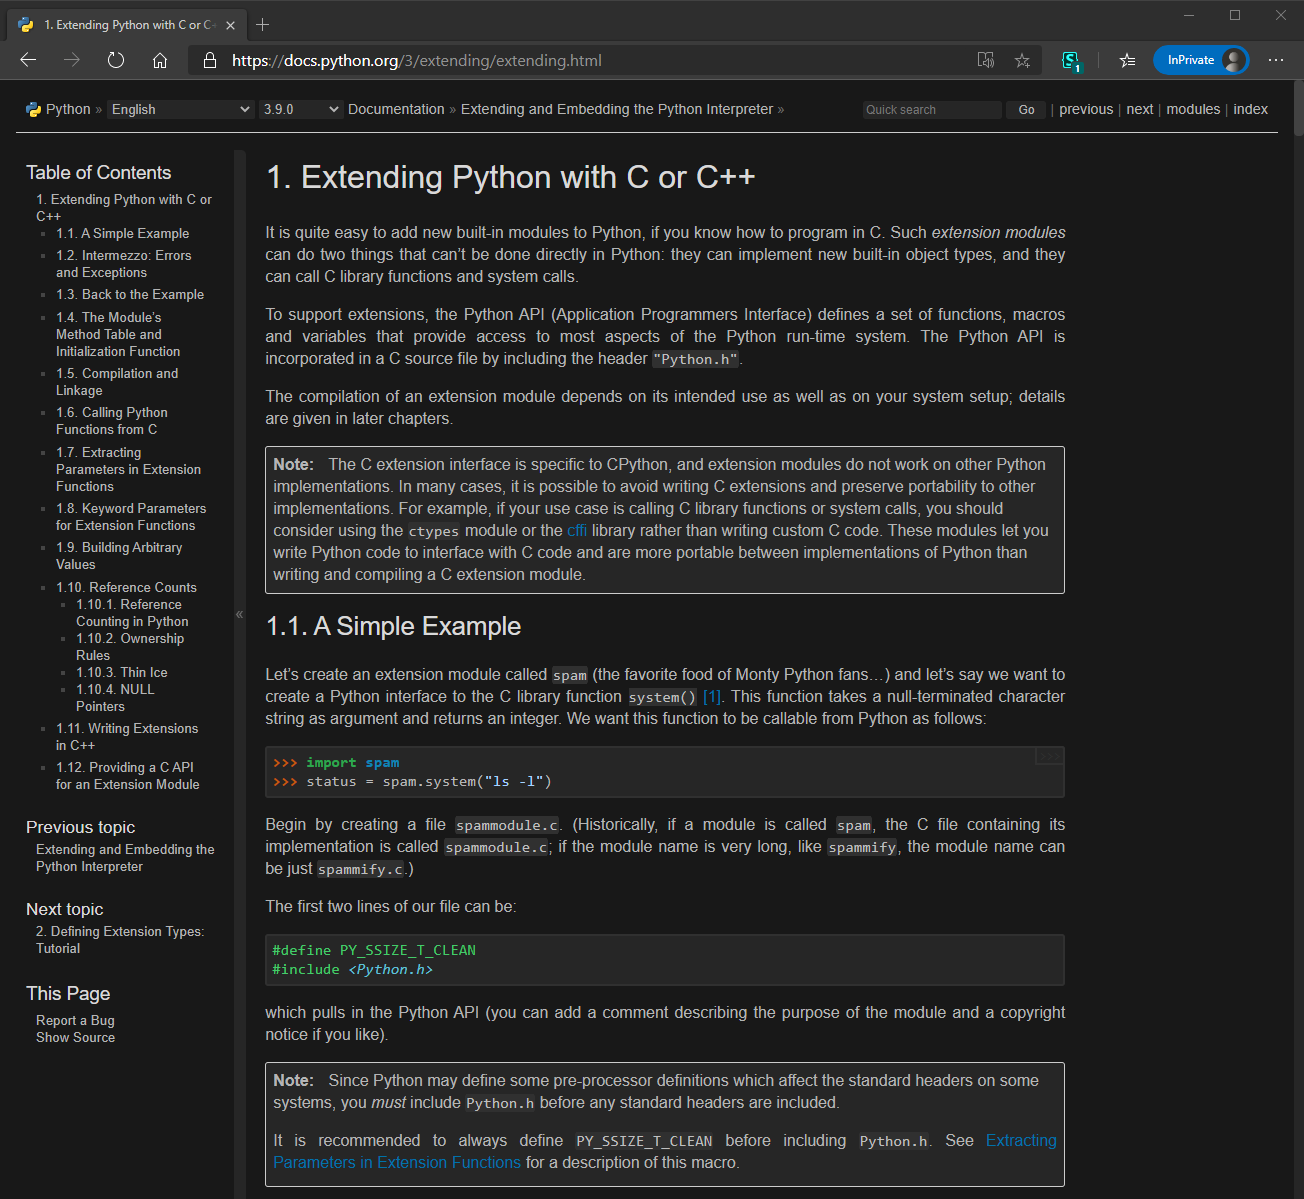 1. Extending Python with C or C
https://docs.python.org/3/extending/extending.html
1
InPrivate
Python » English 3.9.0 Documentation » Extending and Embedding the Python Interpreter »
Quick search Go | previous | next | modules | index
Table of Contents
1. Extending Python with C or
C++
1.1. A Simple Example
1.2. Intermezzo: Errors
and Exceptions
1.3. Back to the Example
1.4. The Module's
Method Table and
Initialization Function
1.5. Compilation and
Linkage
1.6. Calling Python
Functions from C
1.7. Extracting
Parameters in Extension
Functions
1.8. Keyword Parameters
for Extension Functions
1.9. Building Arbitrary
Values
1.10. Reference Counts
1.10.1. Reference
Counting in Python
1.10.2. Ownership
Rules
1.10.3. Thin Ice
1.10.4. NULL
Pointers
1.11. Writing Extensions
in C++
1.12. Providing a C API
for an Extension Module
Previous topic
Extending and Embedding the
Python Interpreter
Next topic
2. Defining Extension Types:
Tutorial
This Page
Report a Bug
Show Source
«
1. Extending Python with C or C++
It is quite easy to add new built-in modules to Python, if you know how to program in C. Such extension modules
can do two things that can't be done directly in Python: they can implement new built-in object types, and they
can call C library functions and system calls.
To support extensions, the Python API (Application Programmers Interface) defines a set of functions, macros
and variables that provide access to most aspects of the Python run-time system. The Python API is
incorporated in a C source file by including the header "Python.h".
The compilation of an extension module depends on its intended use as well as on your system setup; details
are given in later chapters.
Note: The C extension interface is specific to CPython, and extension modules do not work on other Python
implementations. In many cases, it is possible to avoid writing C extensions and preserve portability to other
implementations. For example, if your use case is calling C library functions or system calls, you should
consider using the ctypes module or the cffi library rather than writing custom C code. These modules let you
write Python code to interface with C code and are more portable between implementations of Python than
writing and compiling a C extension module.
1.1. A Simple Example
Let's create an extension module called spam (the favorite food of Monty Python fans…) and let's say we want to
create a Python interface to the C library function system() [1]. This function takes a null-terminated character
string as argument and returns an integer. We want this function to be callable from Python as follows:
>>>
>>> import spam
>>> status = spam.system("ls -l")
Begin by creating a file spammodule.c. (Historically, if a module is called spam, the C file containing its
implementation is called spammodule.c; if the module name is very long, like spammify, the module name can
be just spammify.c.)
The first two lines of our file can be:
#define PY_SSIZE_T_CLEAN
#include <Python.h>
which pulls in the Python API (you can add a comment describing the purpose of the module and a copyright
notice if you like).
Note: Since Python may define some pre-processor definitions which affect the standard headers on some
systems, you must include Python.h before any standard headers are included.
It is recommended to always define PY_SSIZE_T_CLEAN before including Python.h. See Extracting
Parameters in Extension Functions for a description of this macro.